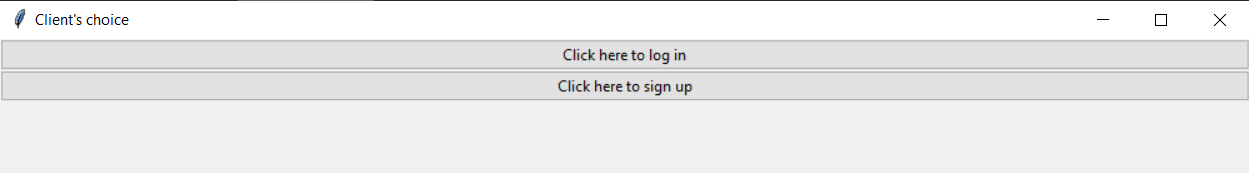 Client's choice
Click here to log in
Click here to sign up